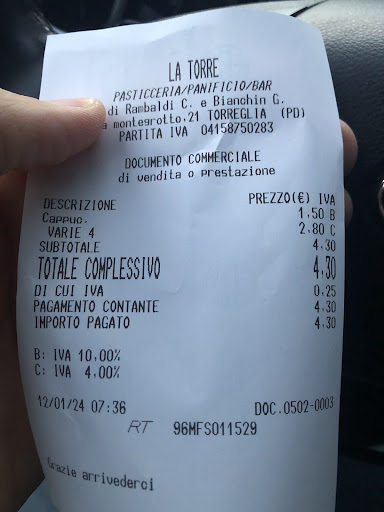 LA TORRE
PASTICCERIA/PANIFICIO/BAR
di Rambaldi C. e Bianchin G.
montegrotto,21 TORREGLIA (PD)
PARTITA IVA 04158750283
DOCUMENTO COMMERCIALE
di vendita o prestazione
DESCRIZIONE PREZZO(€) IVA
Cappuc. 1,50 B
VARIE 4 2,80 C
SUBTOTALE 4,30
TOTALE COMPLESSIVO 4,30
DI CUI IVA 0,25
PAGAMENTO CONTANTE 4,30
IMPORTO PAGATO 4,30
B: IVA 10,00%
C: IVA 4,00%
12/01/24 07:36 DOC.0502-0003
RT 96MFS011529
Grazie arrivederci